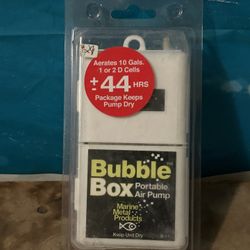 Aerates 10 Gals.
1 or 2 D Cells
+- 44 HRS
Package Keeps
Pump Dry
Bubble
Box Portable
Air Pump
Marine
Metal
Products
Keep Unit Dry